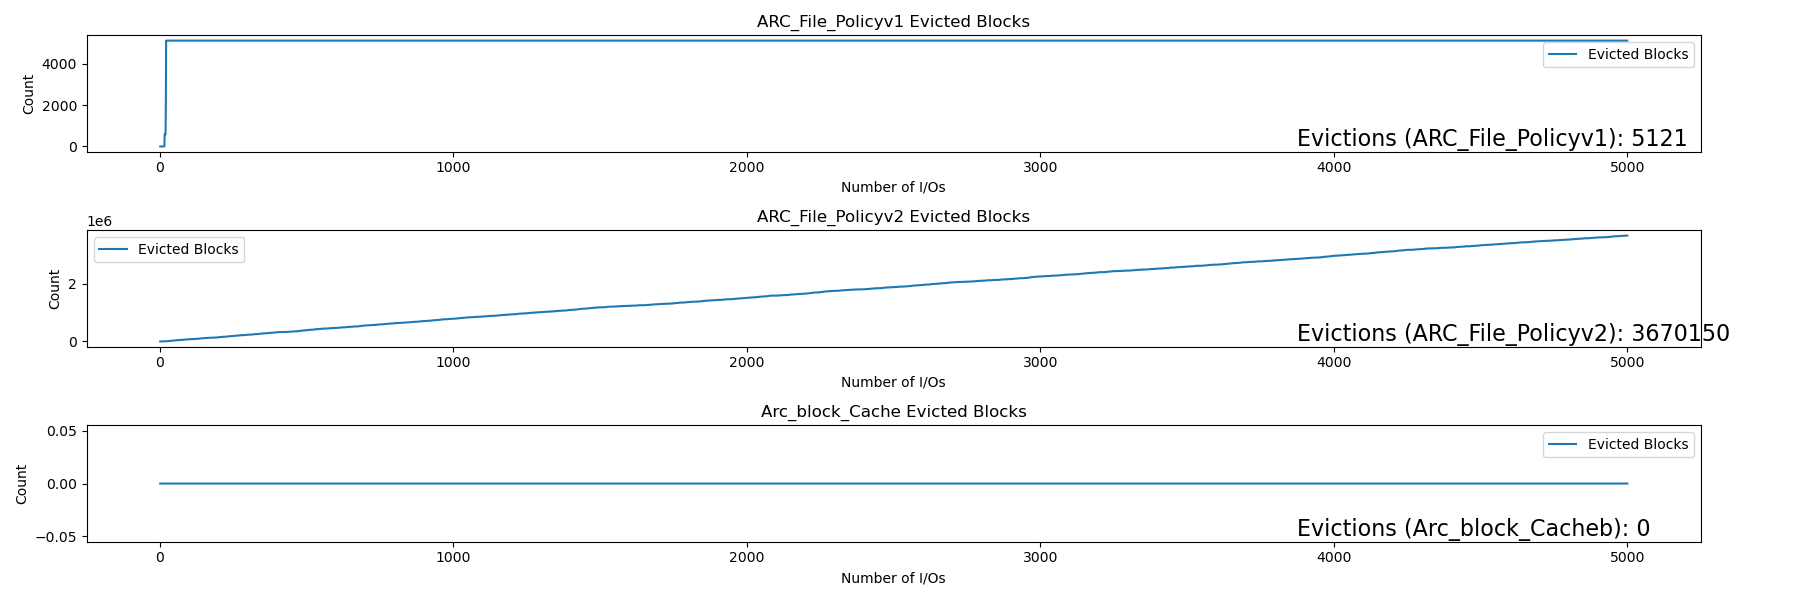 ARC_File_Policyv1 Evicted Blocks
Evicted Blocks
Count
4000
2000
0
Evictions (ARC_File_Policyv1): 5121
0 1000 2000 3000 4000 5000
Number of I/Os
ARC_File_Policyv2 Evicted Blocks
1e6
Evicted Blocks
Count
2
0
Evictions (ARC_File_Policyv2): 3670150
0 1000 2000 3000 4000 5000
Number of I/Os
Arc_block_Cache Evicted Blocks
Evicted Blocks
Count
0.05
0.00
−0.05
Evictions (Arc_block_Cacheb): 0
0 1000 2000 3000 4000 5000
Number of I/Os